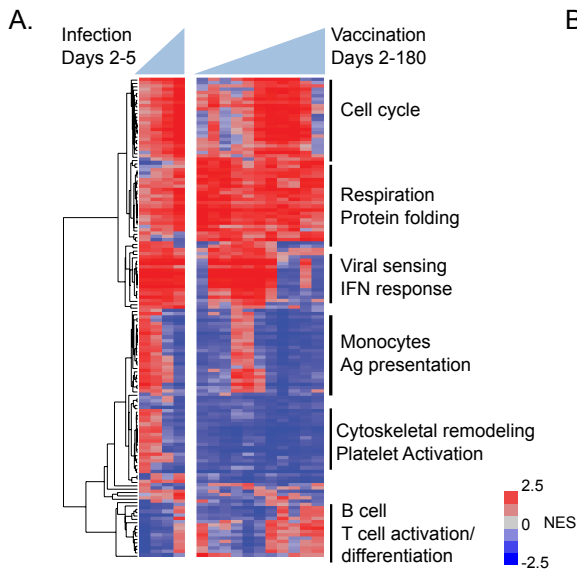 A.
B
Infection
Days 2-5
Vaccination
Days 2-180
Cell cycle
Respiration
Protein folding
Viral sensing
IFN response
Monocytes
Ag presentation
Cytoskeletal remodeling
Platelet Activation
B cell
T cell activation/
differentiation
2.5
0 NES
-2.5